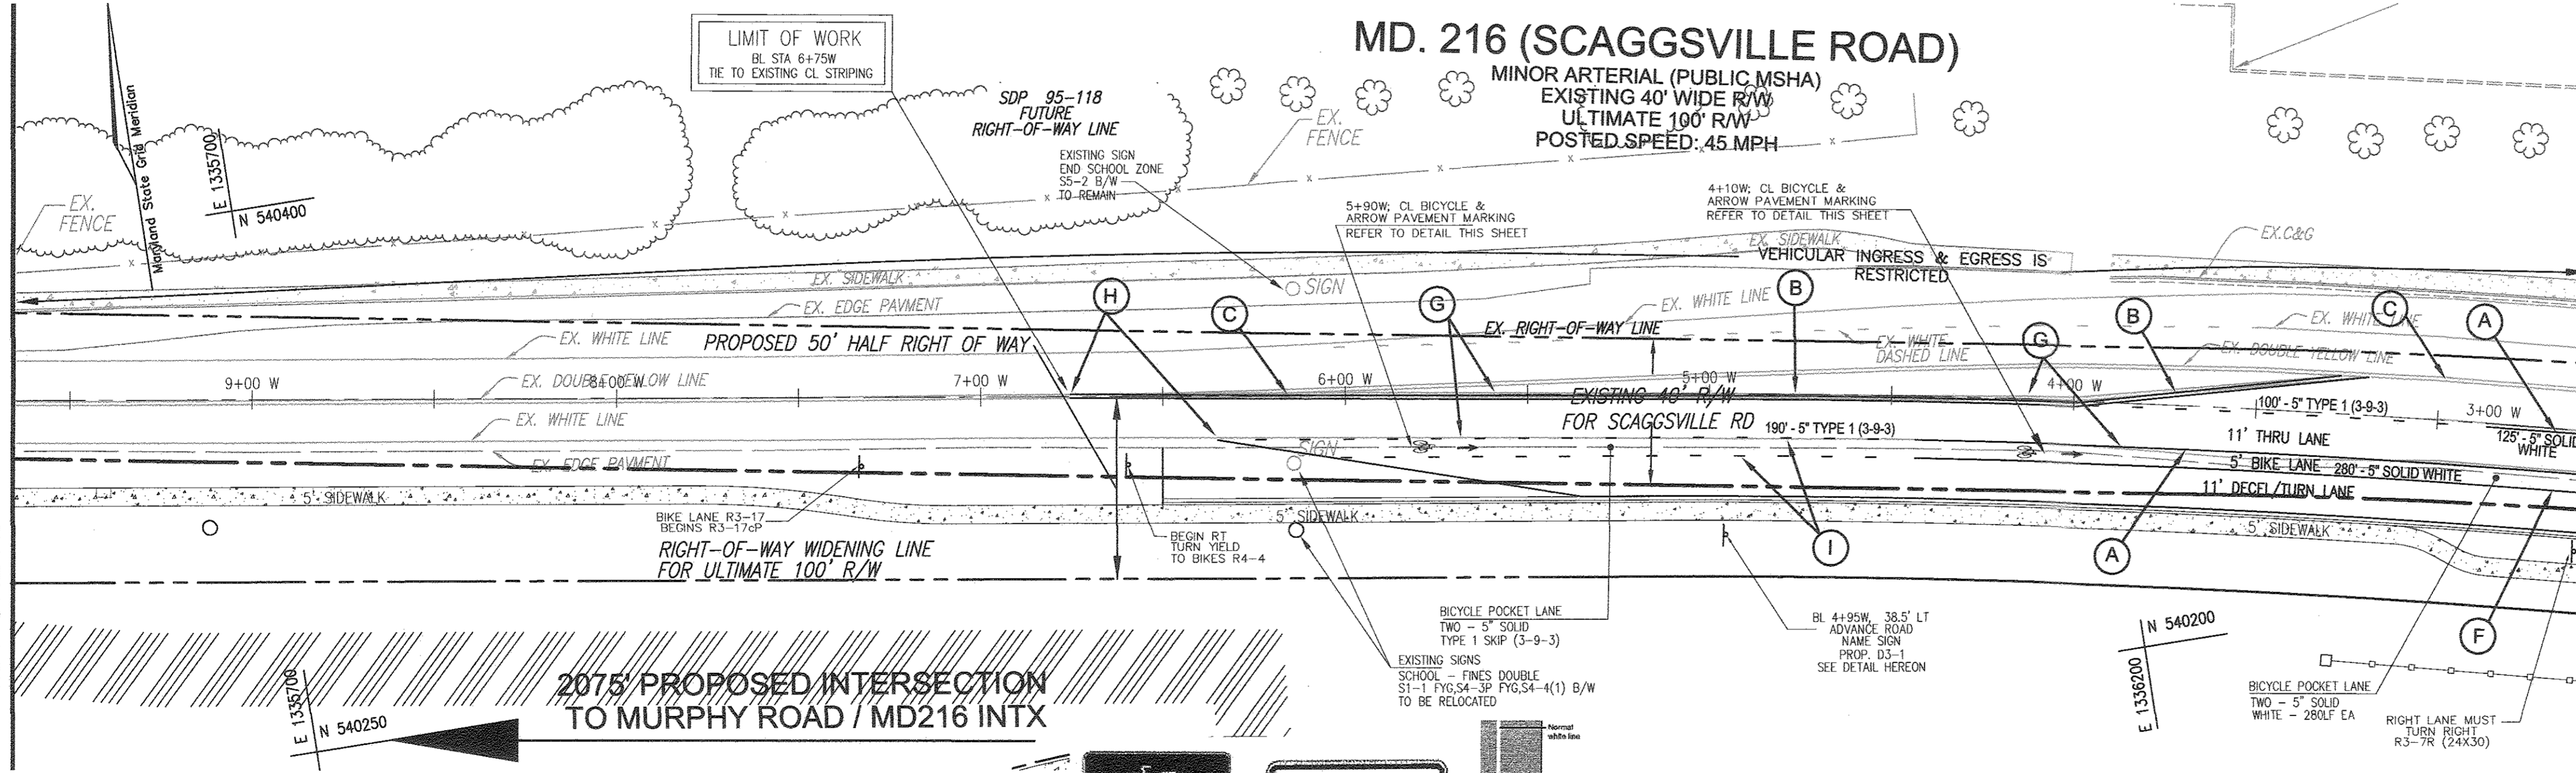 MD. 216 (SCAGGSVILLE ROAD)
MINOR ARTERIAL (PUBLIC MSHA)
EXISTING 40' WIDE R/W
ULTIMATE 100' R/W
POSTED SPEED: 45 MPH
LIMIT OF WORK
BL STA 6+75W
TIE TO EXISTING CL STRIPING
SDP 95-118
FUTURE
RIGHT-OF-WAY LINE
EX.
FENCE
Maryland State Grid Meridian
E 1335700
N 540400
EX.
FENCE
EXISTING SIGN
END SCHOOL ZONE
S5-2 B/W
TO REMAIN
5+90W; CL BICYCLE &
ARROW PAVEMENT MARKING
REFER TO DETAIL THIS SHEET
4+10W; CL BICYCLE &
ARROW PAVEMENT MARKING
REFER TO DETAIL THIS SHEET
EX. SIDEWALK
VEHICULAR INGRESS & EGRESS IS
RESTRICTED
EX.C&G
EX. SIDEWALK
SIGN
EX. EDGE PAVMENT
H
C
G
EX. WHITE LINE
B
G
B
C
A
EX. WHITE LINE
EX. WHITE LINE
PROPOSED 50' HALF RIGHT OF WAY
EX. RIGHT-OF-WAY LINE
EX. WHITE
DASHED LINE
EX. DOUBLE YELLOW LINE
9+00 W
EX. DOUBLE YELLOW LINE
8+00 W
7+00 W
6+00 W
5+00 W
4+00 W
3+00 W
EXISTING 40' R/W
FOR SCAGGSVILLE RD
190' - 5" TYPE 1 (3-9-3)
100' - 5" TYPE 1 (3-9-3)
EX. WHITE LINE
11' THRU LANE
125' - 5" SOLID
WHITE
SIGN
EX. EDGE PAVMENT
5' BIKE LANE
280' - 5" SOLID WHITE
11' DECEL/TURN LANE
5' SIDEWALK
5' SIDEWALK
5' SIDEWALK
BIKE LANE R3-17
BEGINS R3-17cP
RIGHT-OF-WAY WIDENING LINE
FOR ULTIMATE 100' R/W
BEGIN RT
TURN YIELD
TO BIKES R4-4
I
A
F
BICYCLE POCKET LANE
TWO - 5" SOLID
TYPE 1 SKIP (3-9-3)
BL 4+95W, 38.5' LT
ADVANCE ROAD
NAME SIGN
PROP. D3-1
SEE DETAIL HEREON
N 540200
E 1336200
EXISTING SIGNS
SCHOOL - FINES DOUBLE
S1-1 FYG,S4-3P FYG,S4-4(1) B/W
TO BE RELOCATED
BICYCLE POCKET LANE
TWO - 5" SOLID
WHITE - 280LF EA
RIGHT LANE MUST
TURN RIGHT
R3-7R (24X30)
E 1335700
N 540250
2075' PROPOSED INTERSECTION
TO MURPHY ROAD / MD216 INTX
Normal
white line